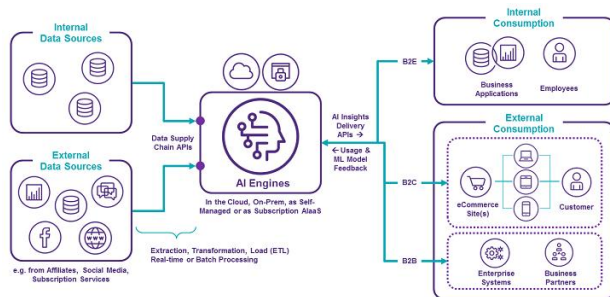 Internal
Data Sources
External
Data Sources
e.g. from Affiliates, Social Media,
Subscription Services
Data Supply
Chain APIs
Extraction, Transformation, Load (ETL)
Real-time or Batch Processing
AI Engines
In the Cloud, On-Prem, as Self-
Managed or as Subscription AIaaS
AI Insights
Delivery
APIs →
← Usage &
ML Model
Feedback
B2E
B2C
B2B
Internal
Consumption
Business
Applications
Employees
External
Consumption
eCommerce
Site(s)
Customer
Enterprise
Systems
Business
Partners